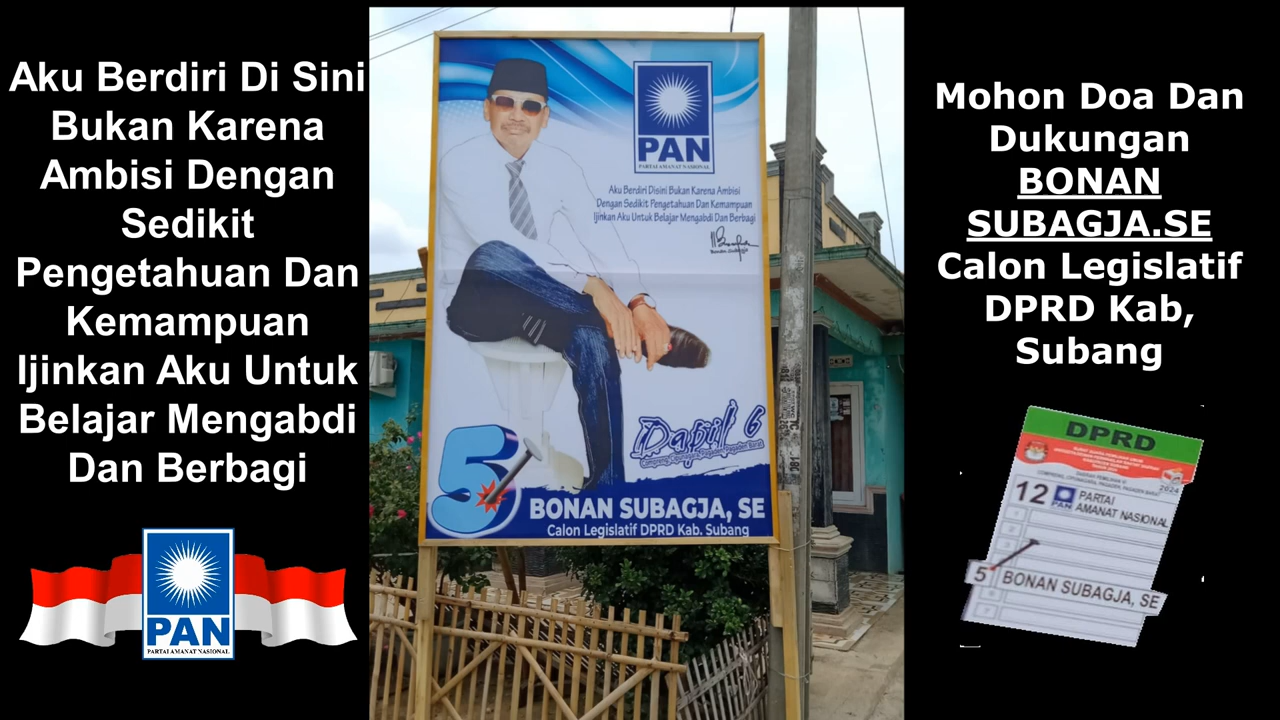 Aku Berdiri Di Sini
Bukan Karena
Ambisi Dengan
Sedikit
Pengetahuan Dan
Kemampuan
Ijinkan Aku Untuk
Belajar Mengabdi
Dan Berbagi
PAN
PARTAI AMANAT NASIONAL
PAN
PARTAI AMANAT NASIONAL
Aku Berdiri Disini Bukan Karena Ambisi
Dengan Sedikit Pengetahuan Dan Kemampuan
Ijinkan Aku Untuk Belajar Mengabdi Dan Berbagi
Bonan Subagja
Dapil 6
5
BONAN SUBAGJA, SE
Calon Legislatif DPRD Kab. Subang
Mohon Doa Dan
Dukungan
BONAN
SUBAGJA.SE
Calon Legislatif
DPRD Kab,
Subang
DPRD
2024
12 PAN PARTAI
AMANAT NASIONAL
5 BONAN SUBAGJA, SE